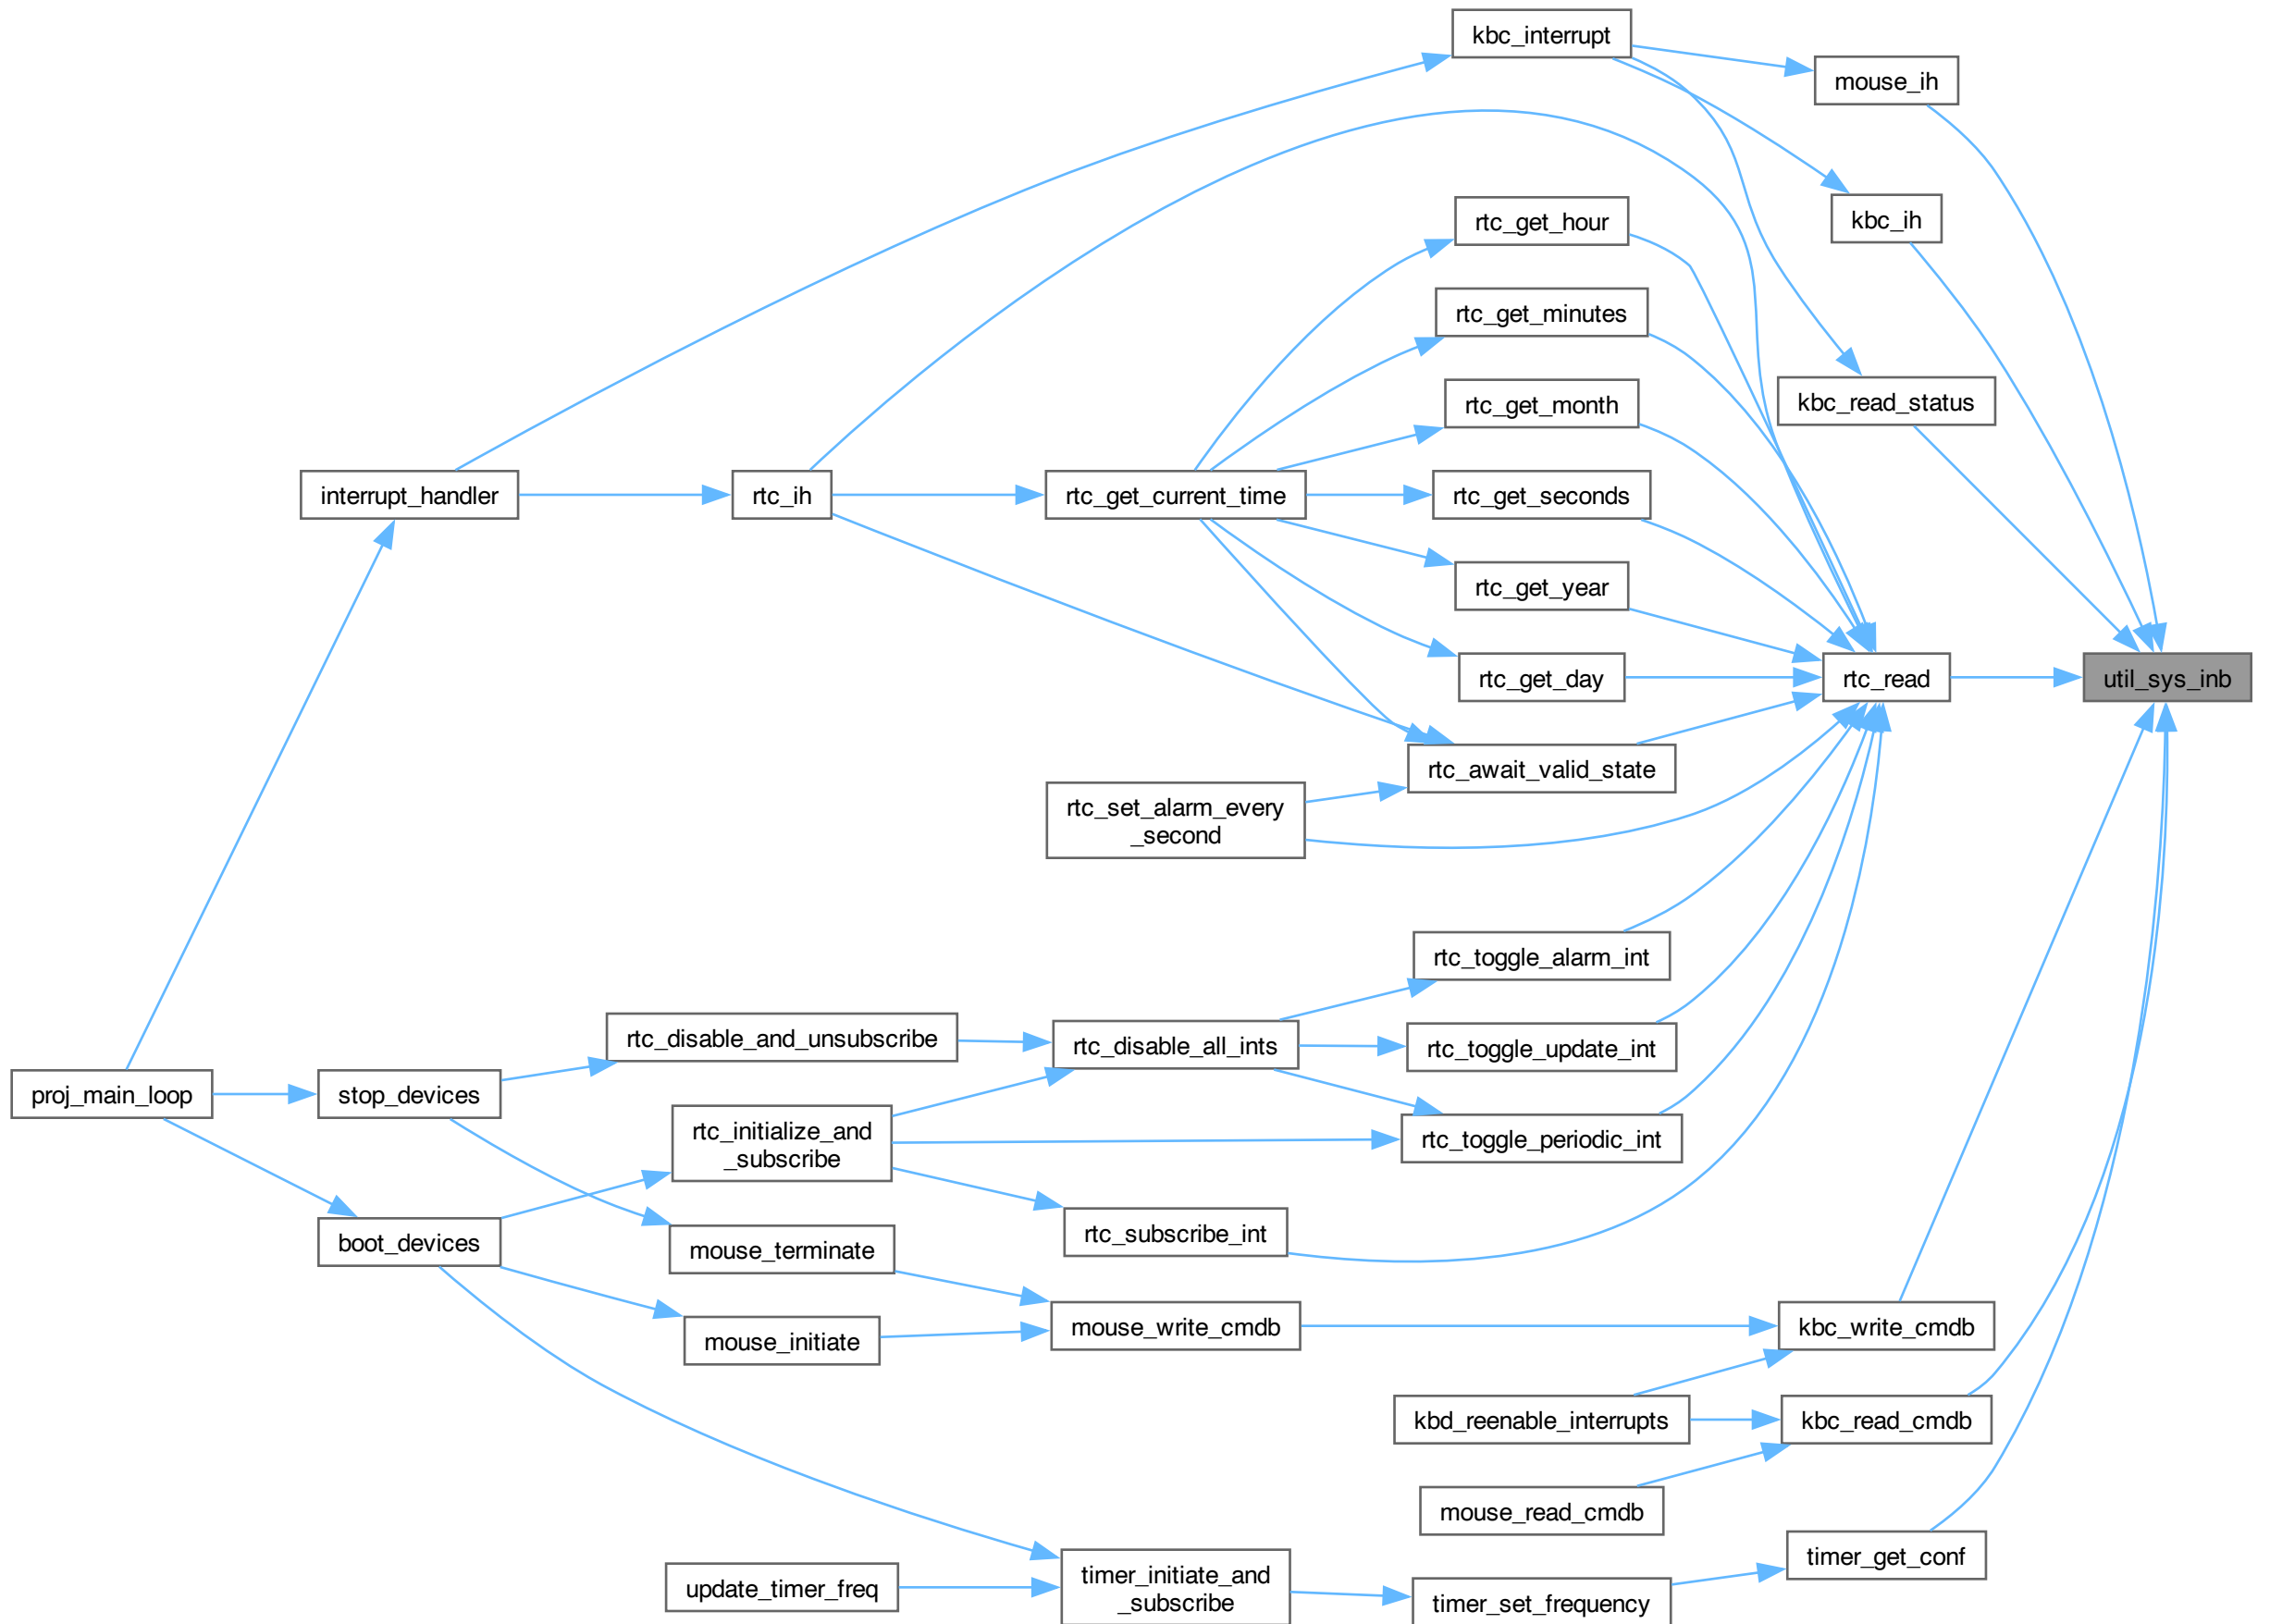 kbc_interrupt
mouse_ih
kbc_ih
rtc_get_hour
rtc_get_minutes
kbc_read_status
rtc_get_month
interrupt_handler
rtc_ih
rtc_get_current_time
rtc_get_seconds
rtc_get_year
rtc_get_day
rtc_read
util_sys_inb
rtc_await_valid_state
rtc_set_alarm_every
_second
rtc_toggle_alarm_int
rtc_disable_and_unsubscribe
rtc_disable_all_ints
rtc_toggle_update_int
proj_main_loop
stop_devices
rtc_initialize_and
_subscribe
rtc_toggle_periodic_int
boot_devices
mouse_terminate
rtc_subscribe_int
mouse_initiate
mouse_write_cmdb
kbc_write_cmdb
kbd_reenable_interrupts
kbc_read_cmdb
mouse_read_cmdb
timer_get_conf
update_timer_freq
timer_initiate_and
_subscribe
timer_set_frequency